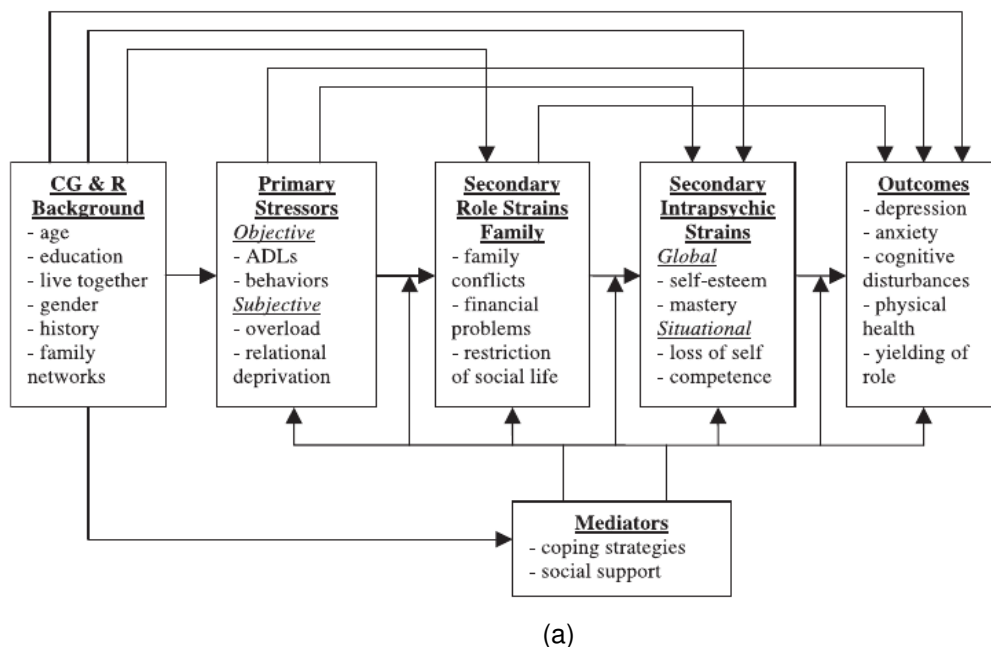 CG & R
Background
- age
- education
- live together
- gender
- history
- family
networks
Primary
Stressors
Objective
- ADLs
- behaviors
Subjective
- overload
- relational
deprivation
Secondary
Role Strains
Family
- family
conflicts
- financial
problems
- restriction
of social life
Secondary
Intrapsychic
Strains
Global
- self-esteem
- mastery
Situational
- loss of self
- competence
Outcomes
- depression
- anxiety
- cognitive
disturbances
- physical
health
- yielding of
role
Mediators
- coping strategies
- social support
(a)